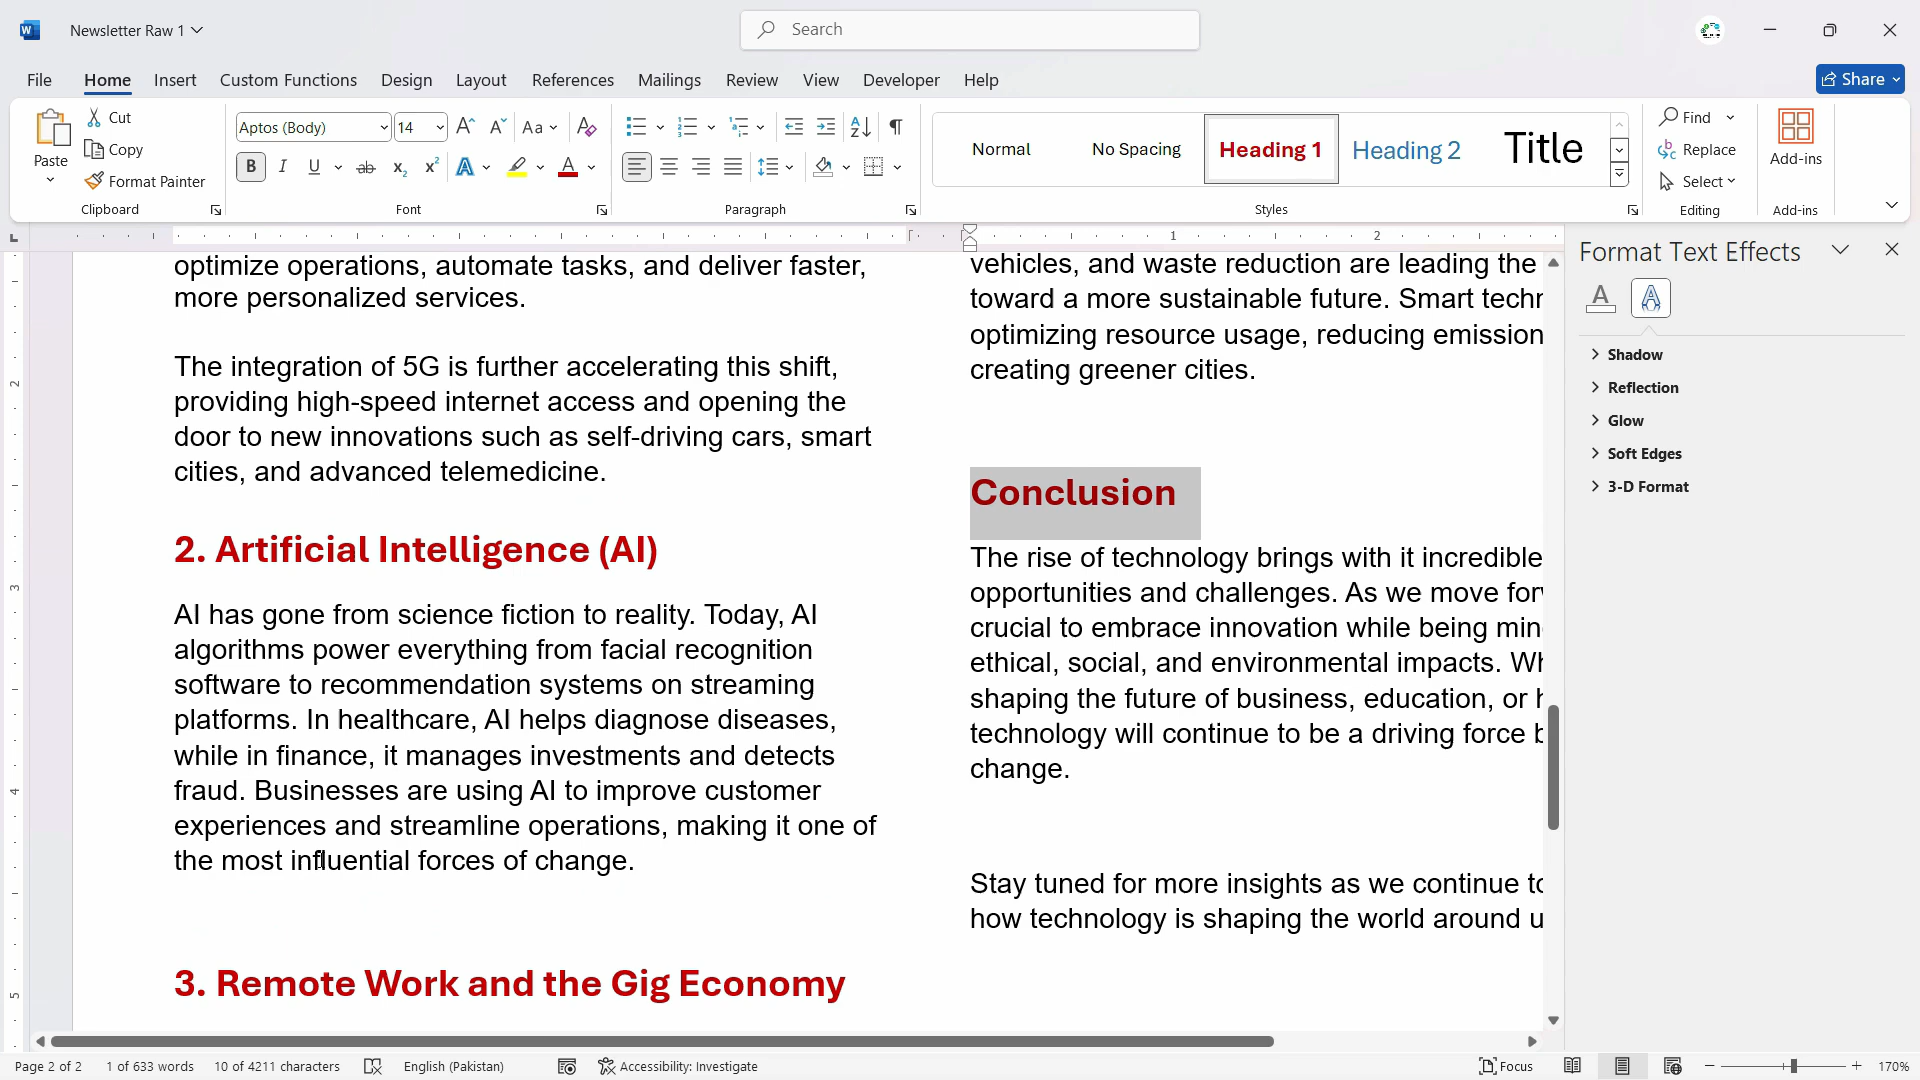 Newsletter Raw 1
Search
File Home Insert Custom Functions Design Layout References Mailings Review View Developer Help
Share
Paste
Cut
Copy
Format Painter
Clipboard
Aptos (Body) 14
Aa
B I U ab x₂ x² A A
Font
Paragraph
Normal No Spacing Heading 1 Heading 2 Title
Styles
Find
Replace
Select
Editing
Add-ins
Add-ins
1 2
2
3
4
5
optimize operations, automate tasks, and deliver faster,
more personalized services.
The integration of 5G is further accelerating this shift,
providing high-speed internet access and opening the
door to new innovations such as self-driving cars, smart
cities, and advanced telemedicine.
2. Artificial Intelligence (AI)
AI has gone from science fiction to reality. Today, AI
algorithms power everything from facial recognition
software to recommendation systems on streaming
platforms. In healthcare, AI helps diagnose diseases,
while in finance, it manages investments and detects
fraud. Businesses are using AI to improve customer
experiences and streamline operations, making it one of
the most influential forces of change.
3. Remote Work and the Gig Economy
vehicles, and waste reduction are leading the
toward a more sustainable future. Smart techn
optimizing resource usage, reducing emission
creating greener cities.
Conclusion
The rise of technology brings with it incredible
opportunities and challenges. As we move for
crucial to embrace innovation while being min
ethical, social, and environmental impacts. Wh
shaping the future of business, education, or h
technology will continue to be a driving force b
change.
Stay tuned for more insights as we continue to
how technology is shaping the world around u
Format Text Effects
Shadow
Reflection
Glow
Soft Edges
3-D Format
Page 2 of 2 1 of 633 words 10 of 4211 characters English (Pakistan) Accessibility: Investigate Focus 170%